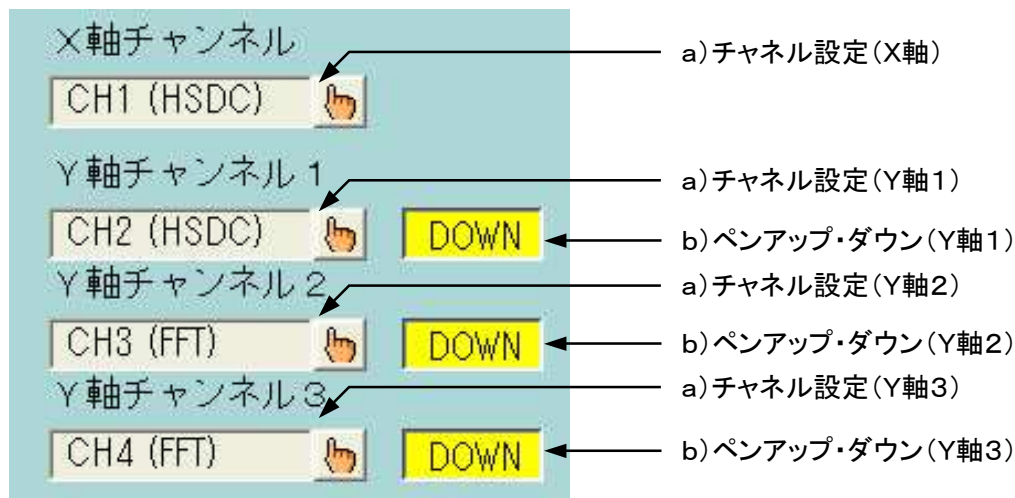 X軸チャンネル
a)チャネル設定(X軸)
CH1 (HSDC)
Y軸チャンネル1
a)チャネル設定(Y軸1)
CH2 (HSDC)
DOWN
b)ペンアップ・ダウン(Y軸1)
Y軸チャンネル2
a)チャネル設定(Y軸2)
CH3 (FFT)
DOWN
b)ペンアップ・ダウン(Y軸2)
Y軸チャンネル3
a)チャネル設定(Y軸3)
CH4 (FFT)
DOWN
b)ペンアップ・ダウン(Y軸3)